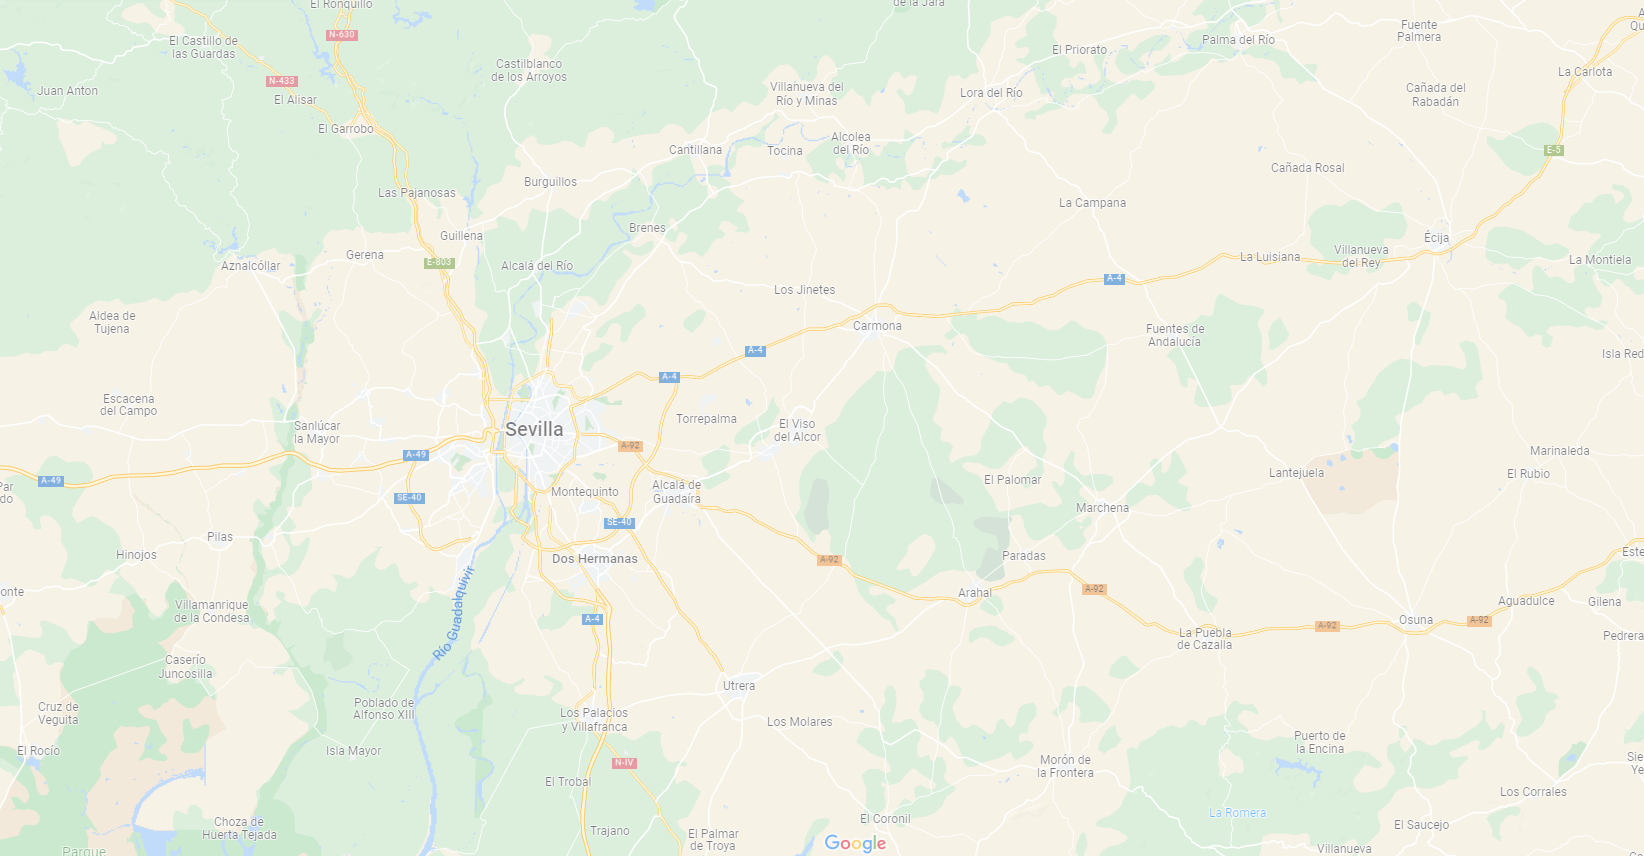 El Ronquillo
de la Jara
N-630
El Castillo de
las Guardas
El Priorato
Palma del Río
Fuente
Palmera
A
Qu
Castilblanco
de los Arroyos
N-433
Juan Anton
El Alisar
Villanueva del
Río y Minas
Lora del Río
La Carlota
Cañada del
Rabadán
El Garrobo
Alcolea
del Río
Cantillana
Tocina
E-5
Burguillos
Cañada Rosal
Las Pajanosas
La Campana
Brenes
Guillena
Écija
Gerena
E-803
Aznalcóllar
Alcalá del Río
La Luisiana
Villanueva
del Rey
La Montiela
A-4
Los Jinetes
Aldea de
Tujena
Carmona
Fuentes de
Andalucía
A-4
Isla Red
A-4
Escacena
del Campo
Sanlúcar
la Mayor
Sevilla
Torrepalma
El Viso
del Alcor
A-92
A-49
A-49
Marinaleda
Lantejuela
El Rubio
Par
do
SE-40
Montequinto
Alcalá de
Guadaíra
El Palomar
Marchena
SE-40
Pilas
Hinojos
Dos Hermanas
A-92
Paradas
Este
Río Guadalquivir
onte
Arahal
A-92
Aguadulce
Gilena
Villamanrique
de la Condesa
A-4
Osuna
A-92
A-92
La Puebla
de Cazalla
Pedrera
Caserío
Juncosilla
Utrera
Poblado de
Alfonso XIII
Cruz de
Veguita
Los Palacios
y Villafranca
Los Molares
El Rocío
Isla Mayor
Puerto de
la Encina
N-IV
Morón de
la Frontera
Sie
Ye
El Trobal
Los Corrales
Choza de
Huerta Tejada
Trajano
El Palmar
de Troya
El Coronil
La Romera
El Saucejo
Google
Parque
Villanueva